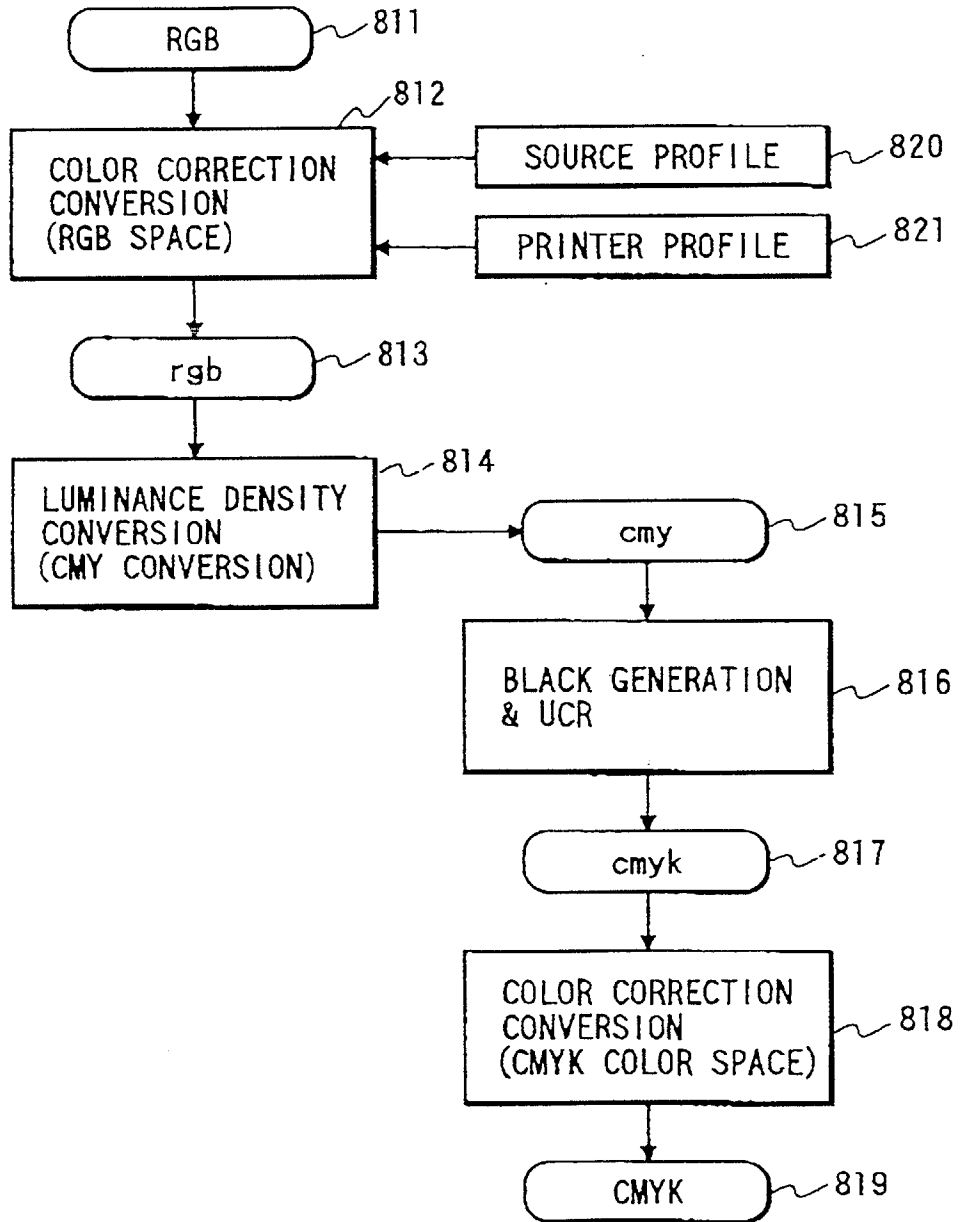 RGB
811
812
COLOR CORRECTION
CONVERSION
(RGB SPACE)
SOURCE PROFILE
820
PRINTER PROFILE
821
rgb
813
814
LUMINANCE DENSITY
CONVERSION
(CMY CONVERSION)
cmy
815
BLACK GENERATION
& UCR
816
cmyk
817
COLOR CORRECTION
CONVERSION
(CMYK COLOR SPACE)
818
CMYK
819